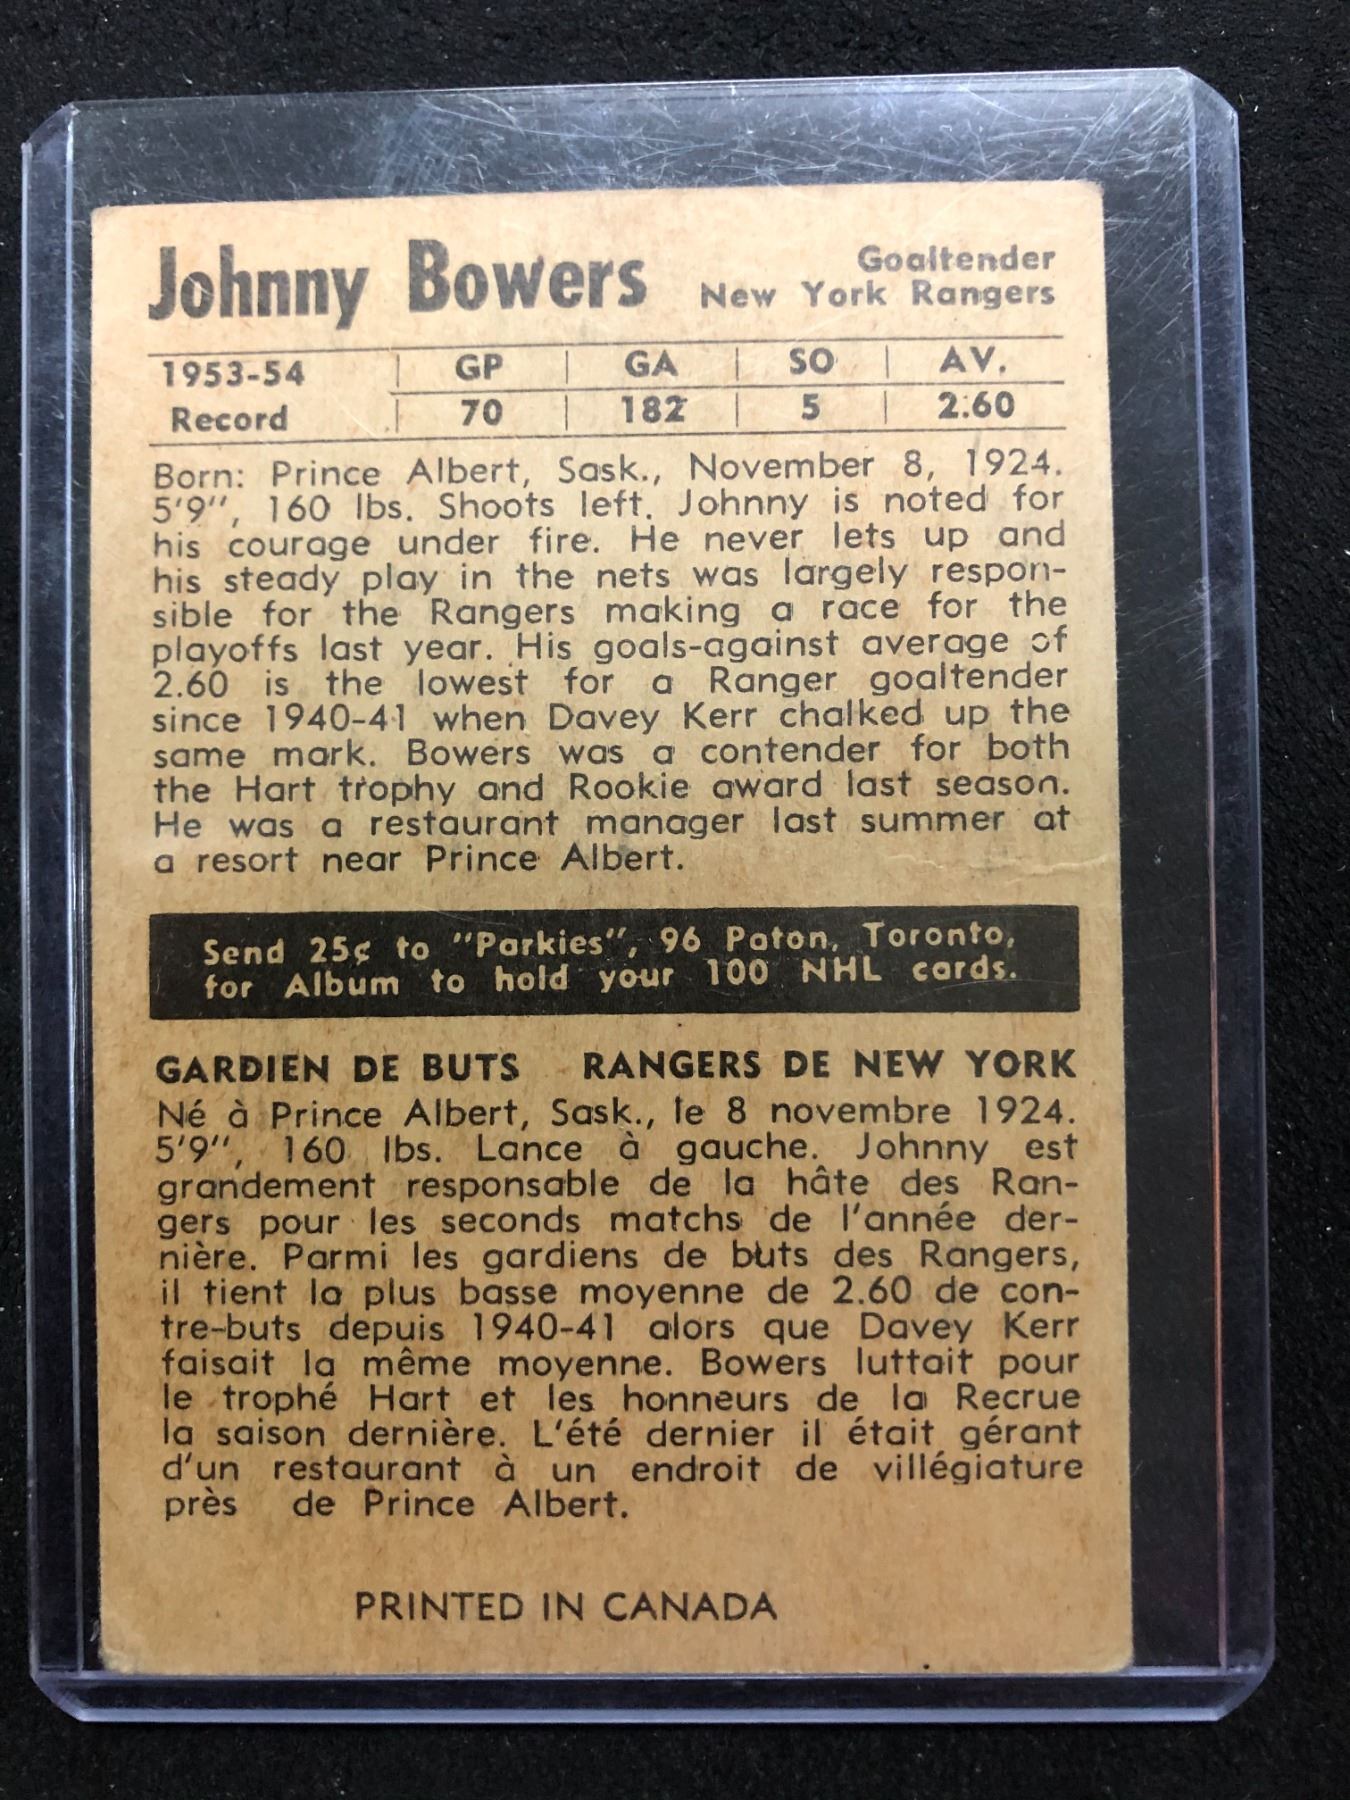 Johnny Bowers
Goaltender
New York Rangers
1953-54 | GP | GA | SO | AV.
Record | 70 | 182 | 5 | 2.60
Born: Prince Albert, Sask., November 8, 1924.
5'9", 160 lbs. Shoots left. Johnny is noted for
his courage under fire. He never lets up and
his steady play in the nets was largely respon-
sible for the Rangers making a race for the
playoffs last year. His goals-against average of
2.60 is the lowest for a Ranger goaltender
since 1940-41 when Davey Kerr chalked up the
same mark. Bowers was a contender for both
the Hart trophy and Rookie award last season.
He was a restaurant manager last summer at
a resort near Prince Albert.
Send 25¢ to "Parkies", 96 Paton, Toronto,
for Album to hold your 100 NHL cards.
GARDIEN DE BUTS RANGERS DE NEW YORK
Né à Prince Albert, Sask., le 8 novembre 1924.
5'9", 160 lbs. Lance à gauche. Johnny est
grandement responsable de la hâte des Ran-
gers pour les seconds matchs de l'année der-
nière. Parmi les gardiens de buts des Rangers,
il tient la plus basse moyenne de 2.60 de con-
tre-buts depuis 1940-41 alors que Davey Kerr
faisait la même moyenne. Bowers luttait pour
le trophé Hart et les honneurs de la Recrue
la saison dernière. L'été dernier il était gérant
d'un restaurant à un endroit de villégiature
près de Prince Albert.
PRINTED IN CANADA